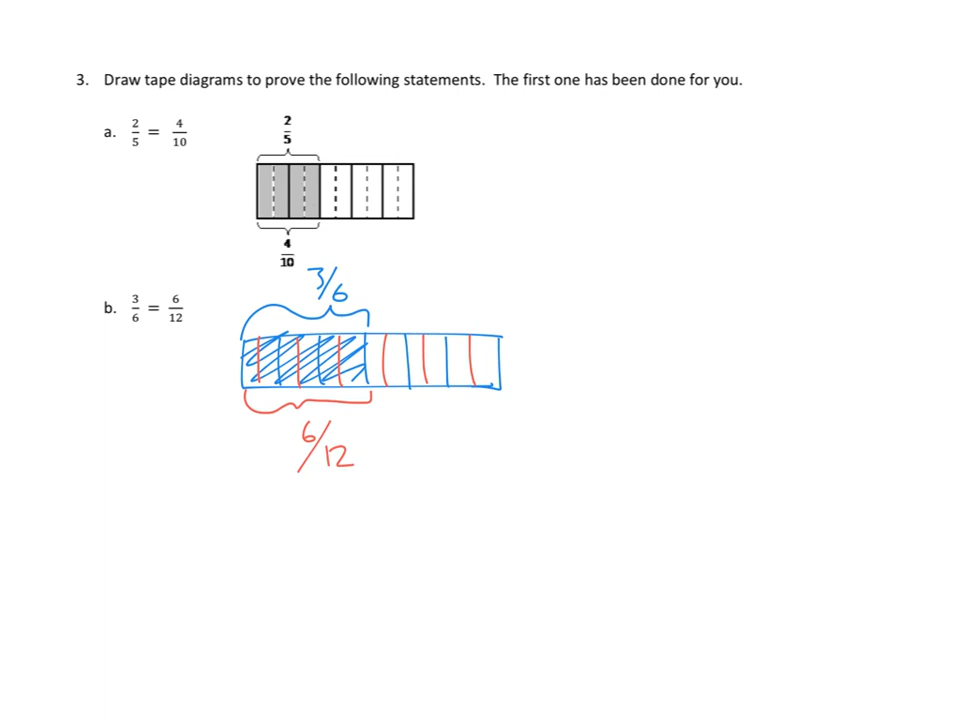 3. Draw tape diagrams to prove the following statements. The first one has been done for you.
a. 2/5 = 4/10
2/5
4/10
3/6
b. 3/6 = 6/12
6/12